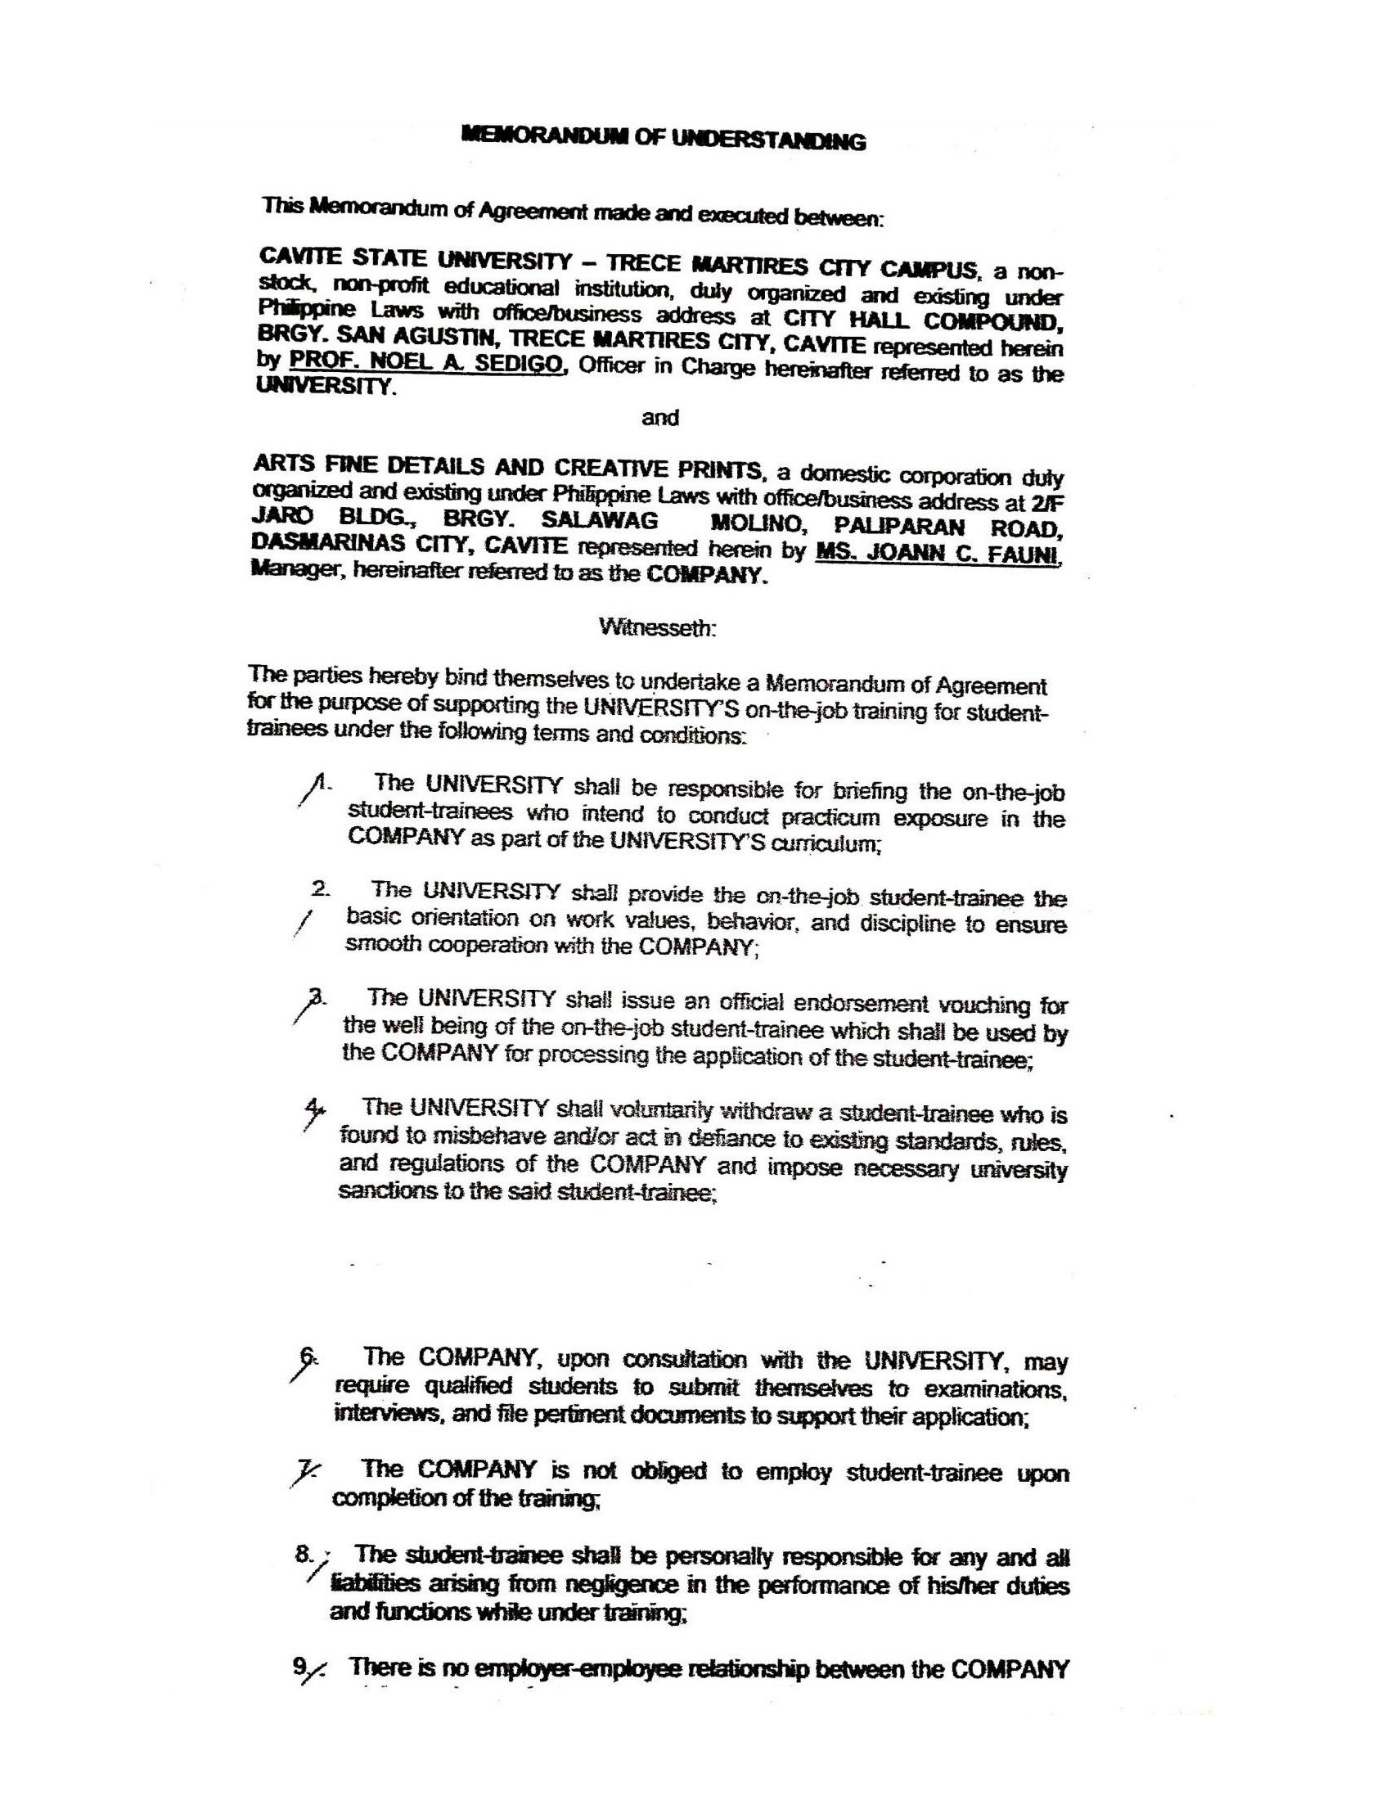 MEMORANDUM OF UNDERSTANDING
This Memorandum of Agreement made and executed between:
CAVITE STATE UNIVERSITY – TRECE MARTIRES CITY CAMPUS, a non-
stock, non-profit educational institution, duly organized and existing under
Philippine Laws with office/business address at CITY HALL COMPOUND,
BRGY. SAN AGUSTIN, TRECE MARTIRES CITY, CAVITE represented herein
by PROF. NOEL A. SEDIGO, Officer in Charge hereinafter referred to as the
UNIVERSITY.
and
ARTS FINE DETAILS AND CREATIVE PRINTS, a domestic corporation duly
organized and existing under Philippine Laws with office/business address at 2/F
JARO BLDG., BRGY. SALAWAG MOLINO, PALIPARAN ROAD,
DASMARINAS CITY, CAVITE represented herein by MS. JOANN C. FAUNI,
Manager, hereinafter referred to as the COMPANY.
Witnesseth:
The parties hereby bind themselves to undertake a Memorandum of Agreement
for the purpose of supporting the UNIVERSITY'S on-the-job training for student-
trainees under the following terms and conditions:
1. The UNIVERSITY shall be responsible for briefing the on-the-job
student-trainees who intend to conduct practicum exposure in the
COMPANY as part of the UNIVERSITY'S curriculum;
2. The UNIVERSITY shall provide the on-the-job student-trainee the
basic orientation on work values, behavior, and discipline to ensure
smooth cooperation with the COMPANY;
3. The UNIVERSITY shall issue an official endorsement vouching for
the well being of the on-the-job student-trainee which shall be used by
the COMPANY for processing the application of the student-trainee;
4. The UNIVERSITY shall voluntarily withdraw a student-trainee who is
found to misbehave and/or act in defiance to existing standards, rules,
and regulations of the COMPANY and impose necessary university
sanctions to the said student-trainee;
6. The COMPANY, upon consultation with the UNIVERSITY, may
require qualified students to submit themselves to examinations,
interviews, and file pertinent documents to support their application;
7. The COMPANY is not obliged to employ student-trainee upon
completion of the training;
8. The student-trainee shall be personally responsible for any and all
liabilities arising from negligence in the performance of his/her duties
and functions while under training;
9. There is no employer-employee relationship between the COMPANY